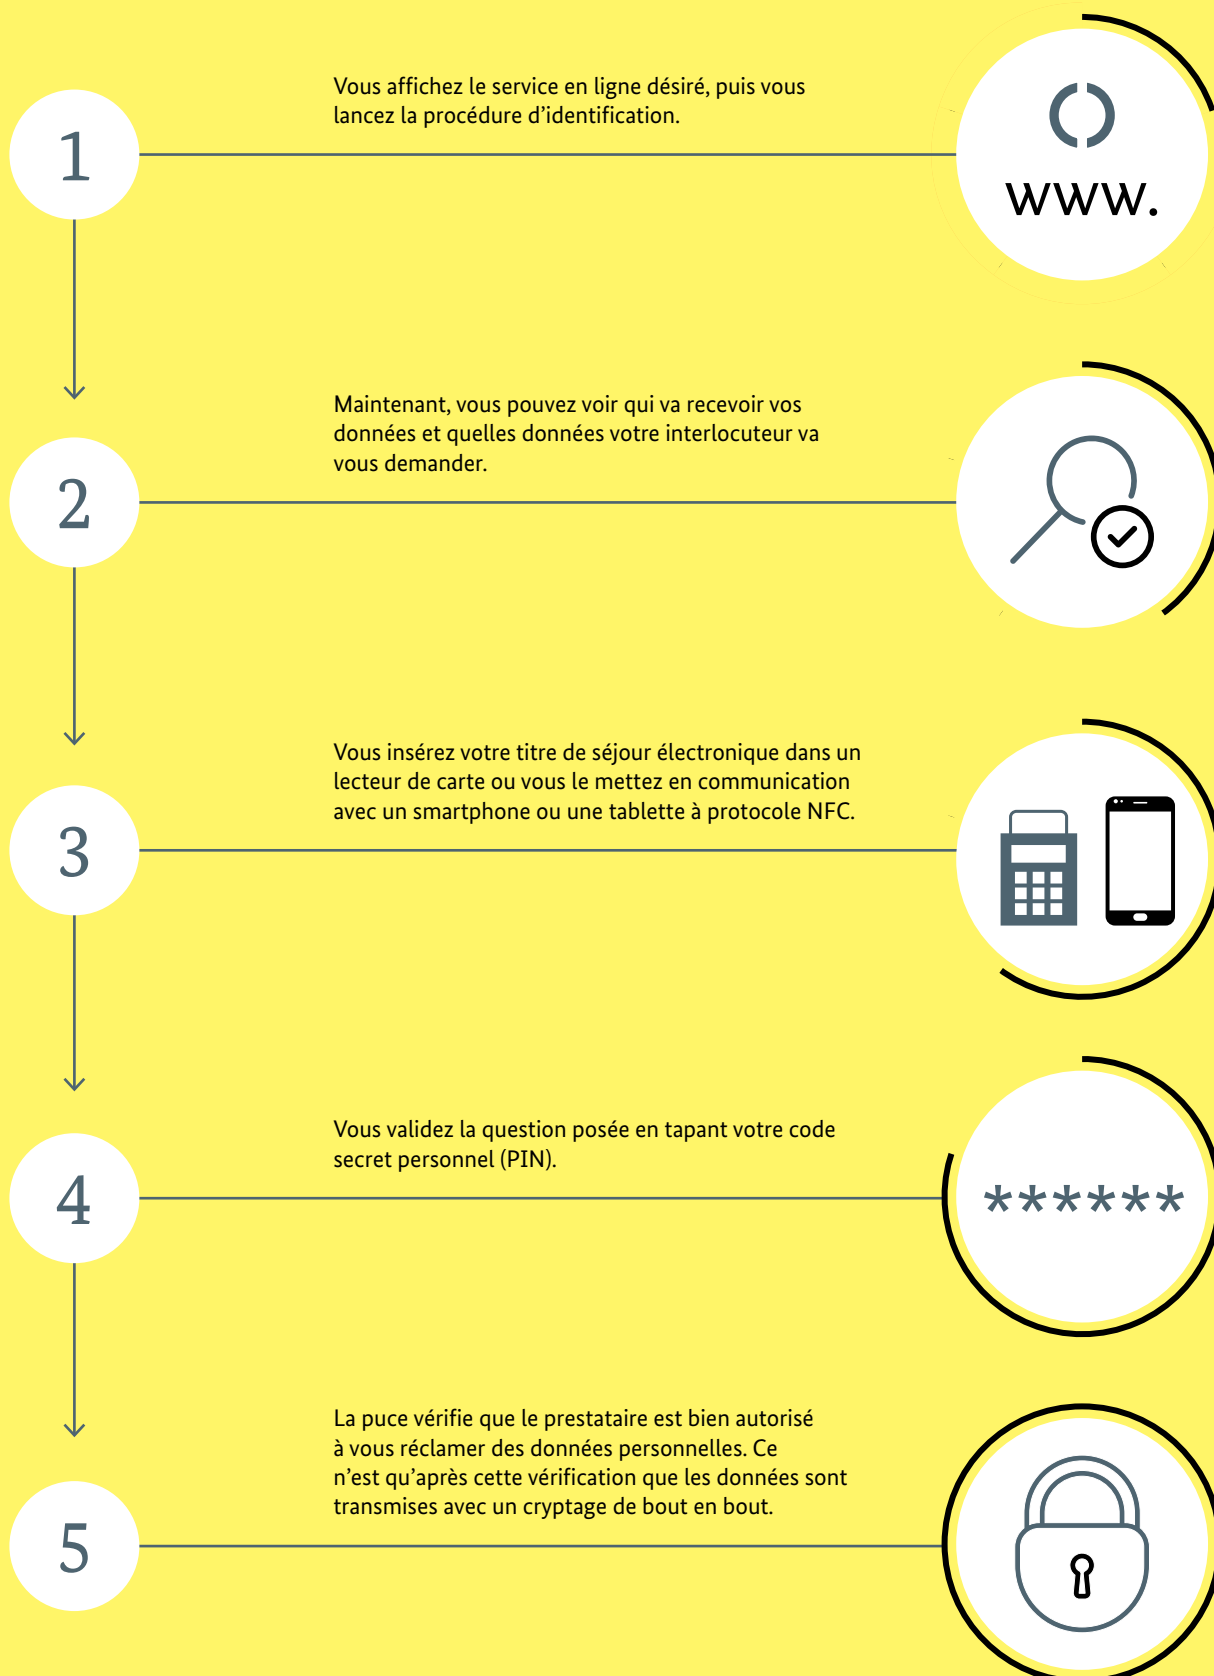 1
Vous affichez le service en ligne désiré, puis vous
lancez la procédure d’identification.
www.
2
Maintenant, vous pouvez voir qui va recevoir vos
données et quelles données votre interlocuteur va
vous demander.
3
Vous insérez votre titre de séjour électronique dans un
lecteur de carte ou vous le mettez en communication
avec un smartphone ou une tablette à protocole NFC.
4
Vous validez la question posée en tapant votre code
secret personnel (PIN).
******
5
La puce vérifie que le prestataire est bien autorisé
à vous réclamer des données personnelles. Ce
n’est qu’après cette vérification que les données sont
transmises avec un cryptage de bout en bout.